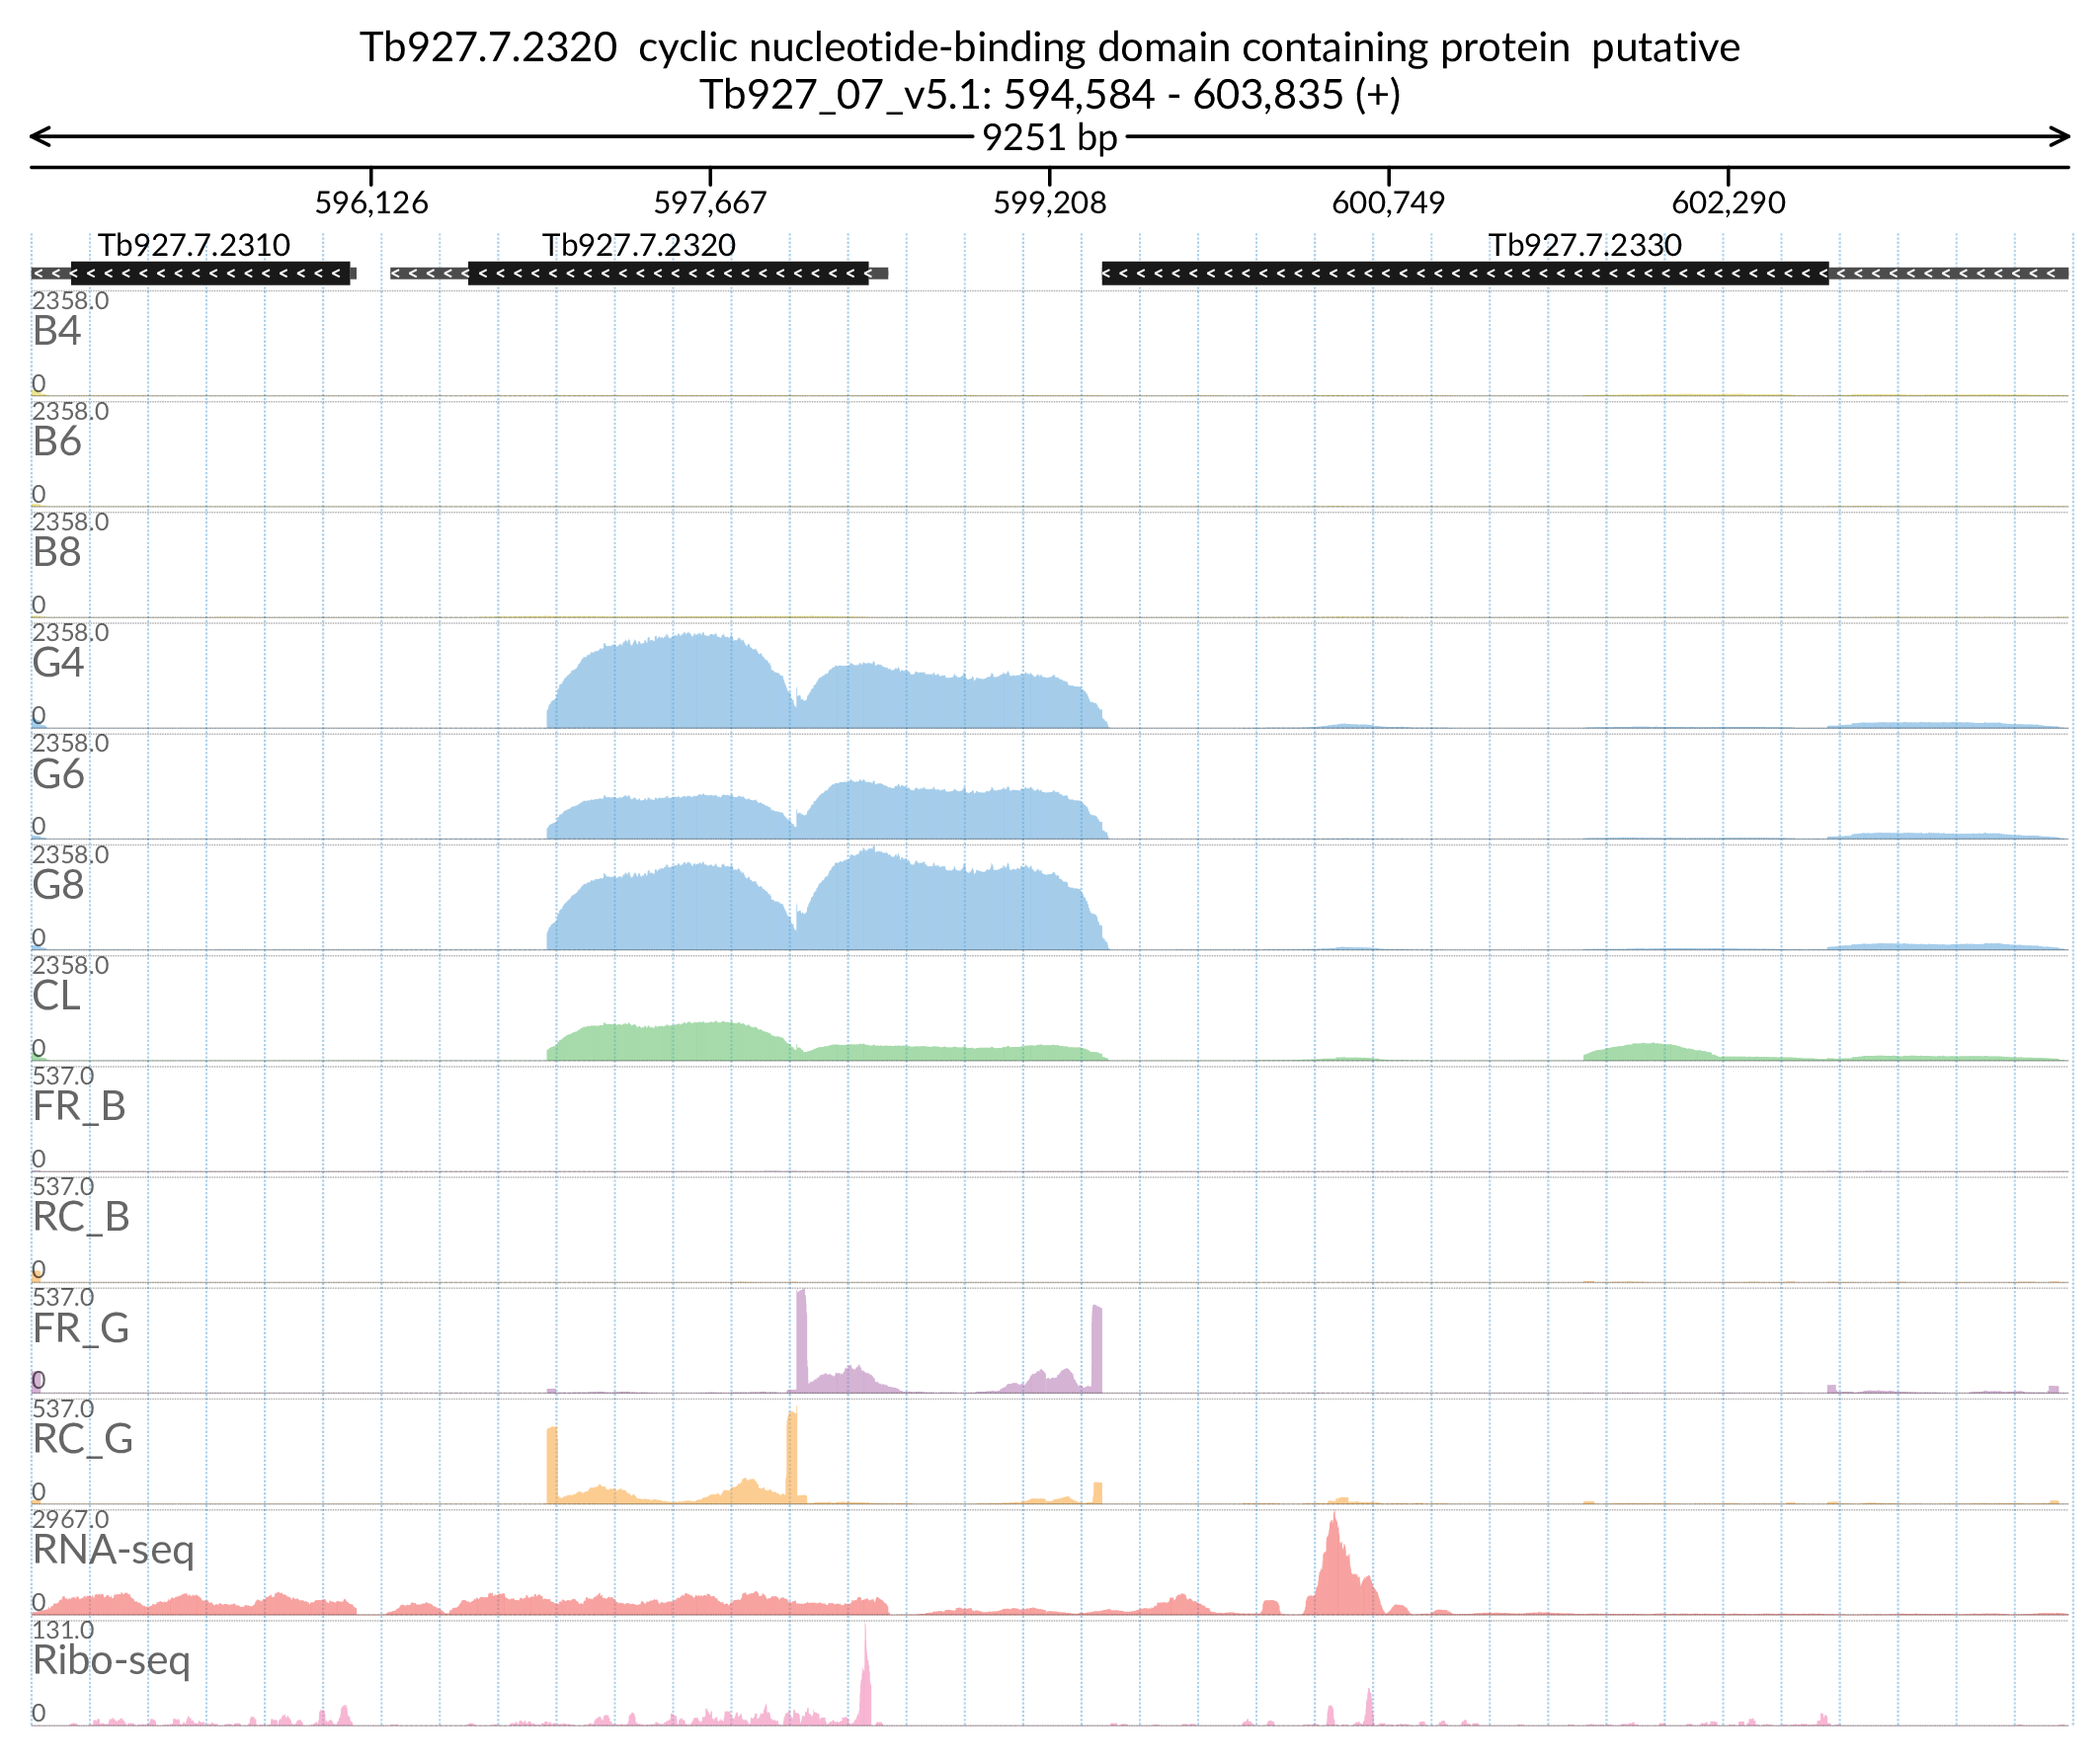 Tb927.7.2320  cyclic nucleotide-binding domain containing protein  putative
Tb927_07_v5.1: 594,584 - 603,835 (+)
9251 bp
596,126 597,667 599,208 600,749 602,290
Tb927.7.2310 Tb927.7.2320 Tb927.7.2330
2358.0
B4
0
2358.0
B6
0
2358.0
B8
0
2358.0
G4
0
2358.0
G6
0
2358.0
G8
0
2358.0
CL
0
537.0
FR_B
0
537.0
RC_B
0
537.0
FR_G
0
537.0
RC_G
0
2967.0
RNA-seq
0
131.0
Ribo-seq
0